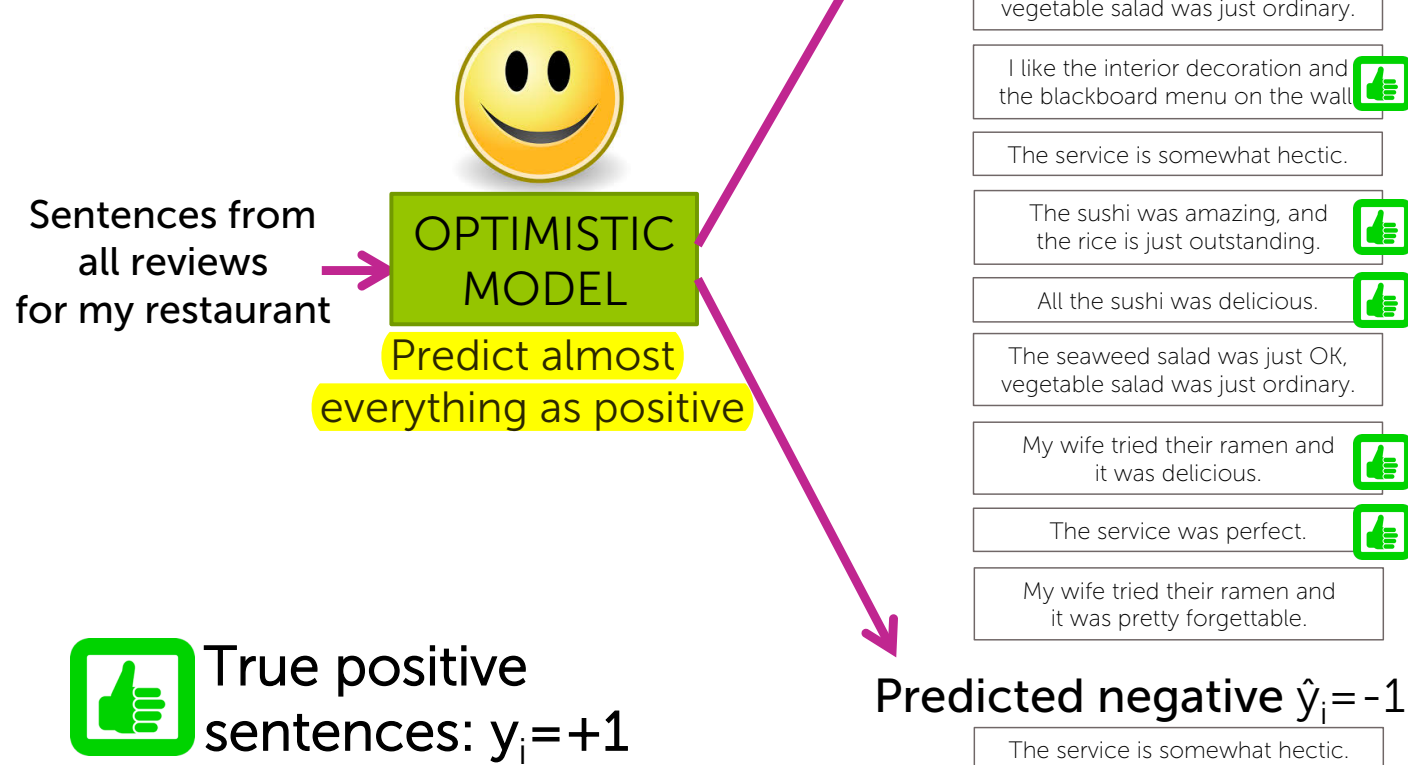 vegetable salad was just ordinary.
I like the interior decoration and
the blackboard menu on the wall
The service is somewhat hectic.
Sentences from
all reviews
for my restaurant
OPTIMISTIC
MODEL
Predict almost
everything as positive
The sushi was amazing, and
the rice is just outstanding.
All the sushi was delicious.
The seaweed salad was just OK,
vegetable salad was just ordinary.
My wife tried their ramen and
it was delicious.
The service was perfect.
My wife tried their ramen and
it was pretty forgettable.
True positive
sentences: yᵢ=+1
Predicted negative ŷᵢ=-1
The service is somewhat hectic.